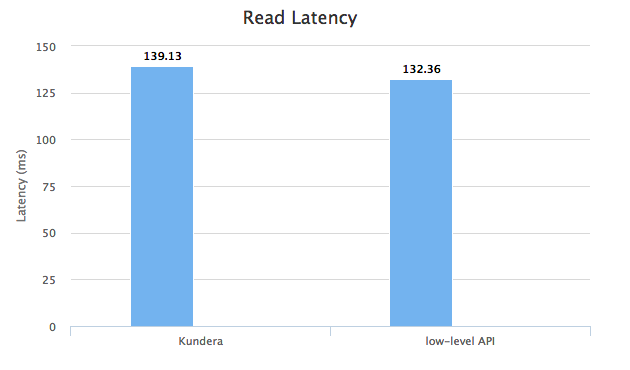 Read Latency
150
125
100
75
50
25
0
Latency (ms)
139.13
132.36
Kundera
low-level API